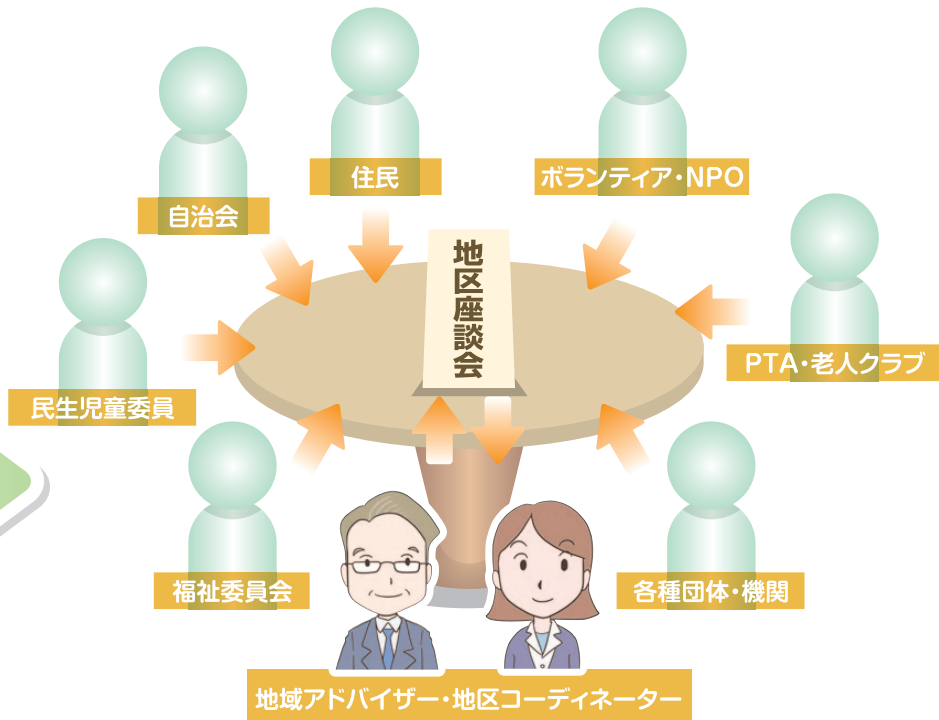 住民
ボランティア・NPO
自治会
地区座談会
PTA・老人クラブ
民生児童委員
福祉委員会
各種団体・機関
地域アドバイザー・地区コーディネーター